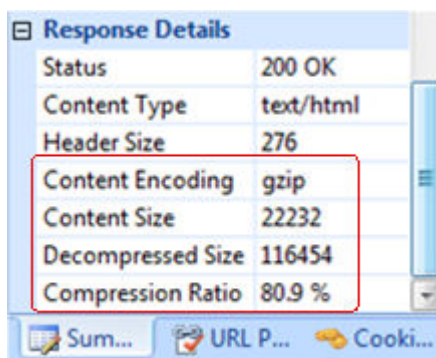 Response Details
Status 200 OK
Content Type text/html
Header Size 276
Content Encoding gzip
Content Size 22232
Decompressed Size 116454
Compression Ratio 80.9 %
Sum... URL P... Cooki...